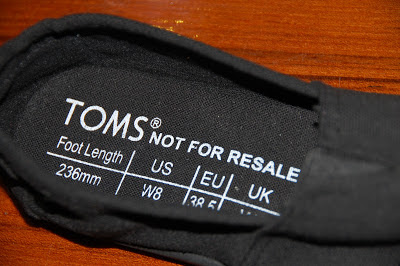 TOMS® NOT FOR RESALE
Foot Length US EU UK
236mm W8 38.5